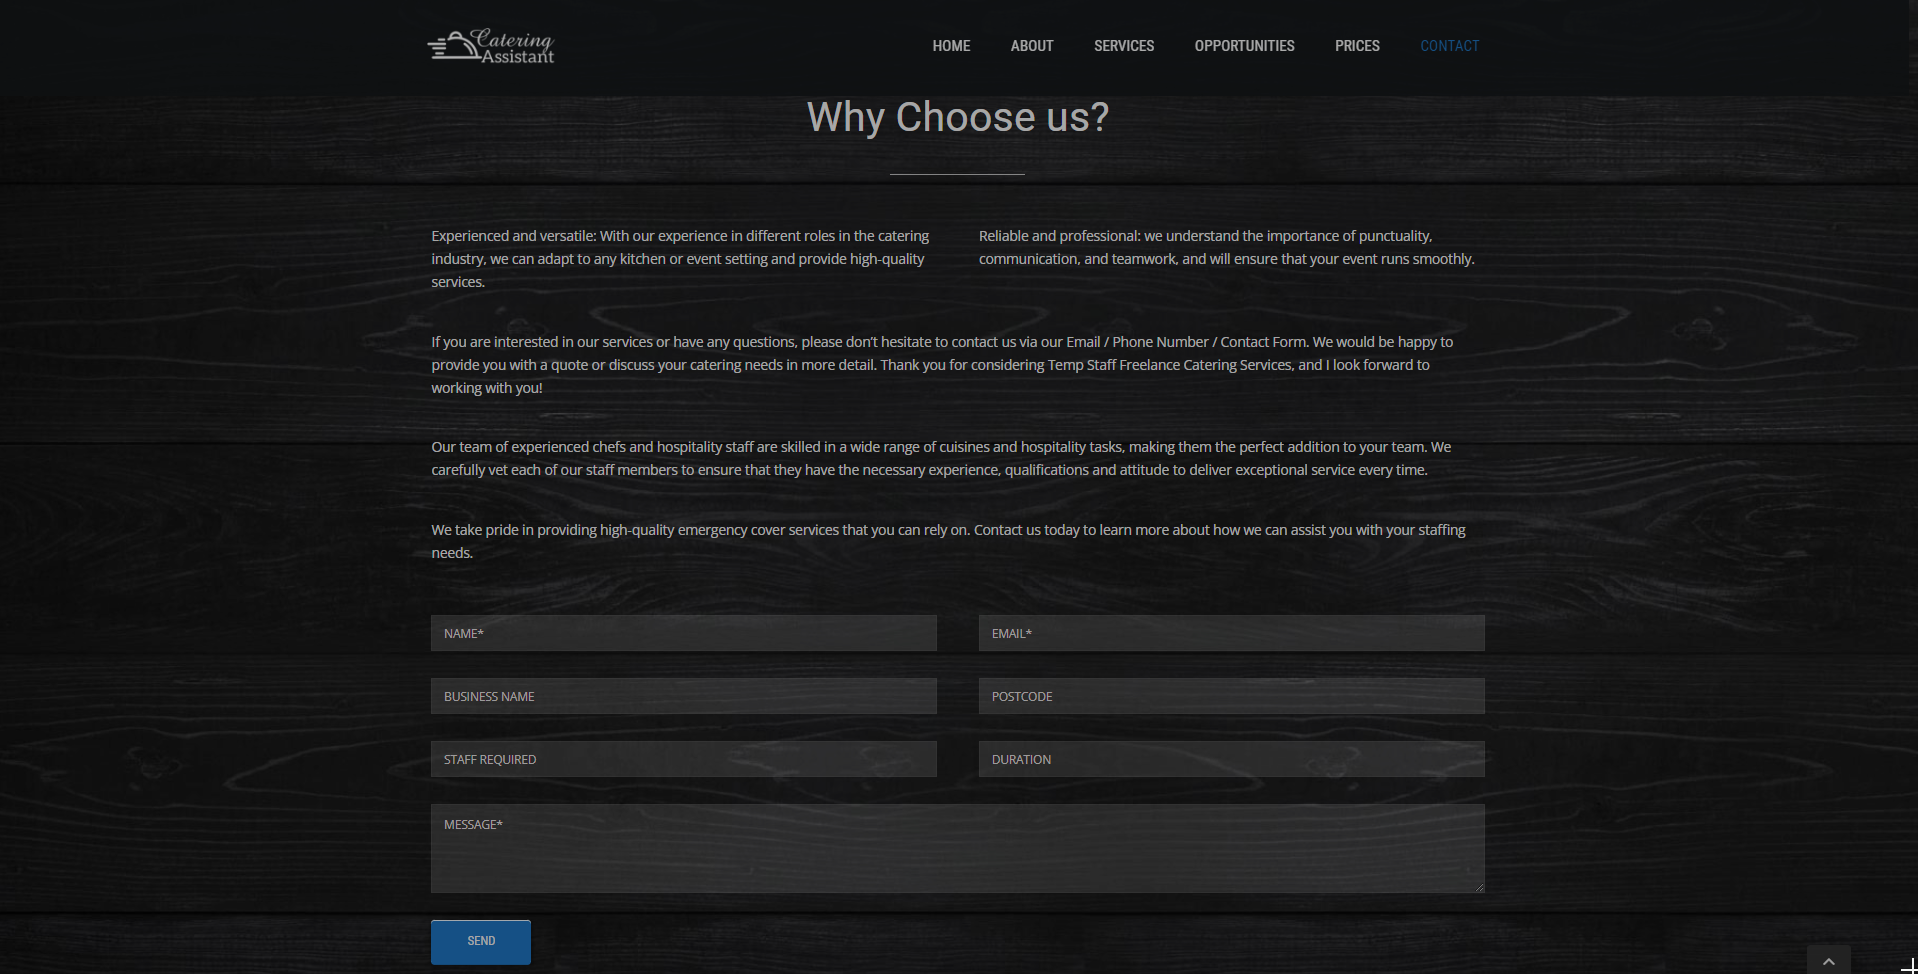 Catering
Assistant
HOME
ABOUT
SERVICES
OPPORTUNITIES
PRICES
CONTACT
Why Choose us?
Experienced and versatile: With our experience in different roles in the catering
industry, we can adapt to any kitchen or event setting and provide high-quality
services.
Reliable and professional: we understand the importance of punctuality,
communication, and teamwork, and will ensure that your event runs smoothly.
If you are interested in our services or have any questions, please don’t hesitate to contact us via our Email / Phone Number / Contact Form. We would be happy to
provide you with a quote or discuss your catering needs in more detail. Thank you for considering Temp Staff Freelance Catering Services, and I look forward to
working with you!
Our team of experienced chefs and hospitality staff are skilled in a wide range of cuisines and hospitality tasks, making them the perfect addition to your team. We
carefully vet each of our staff members to ensure that they have the necessary experience, qualifications and attitude to deliver exceptional service every time.
We take pride in providing high-quality emergency cover services that you can rely on. Contact us today to learn more about how we can assist you with your staffing
needs.
NAME*
EMAIL*
BUSINESS NAME
POSTCODE
STAFF REQUIRED
DURATION
MESSAGE*
SEND